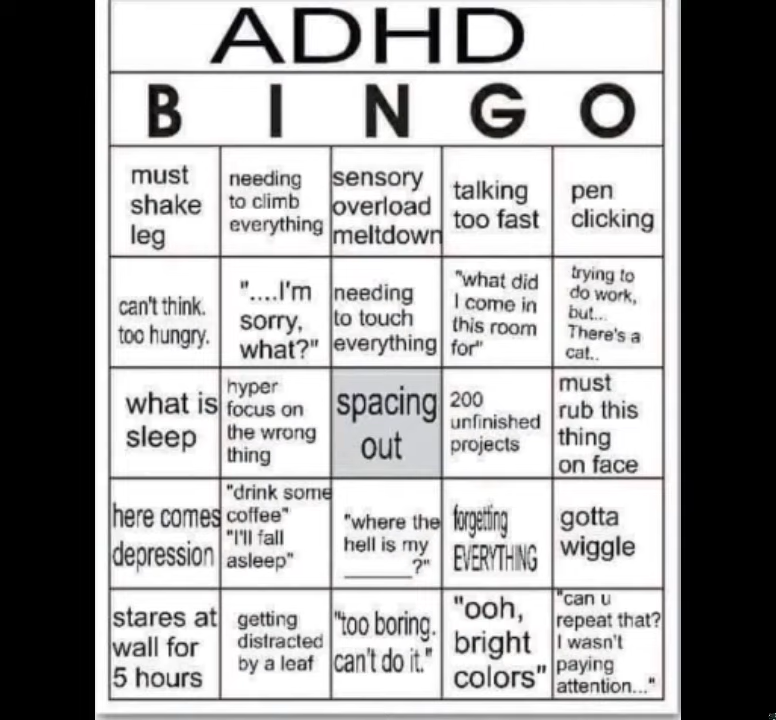 ADHD
B I N G O
must
shake
leg
needing
to climb
everything
sensory
overload
meltdown
talking
too fast
pen
clicking
can't think.
too hungry.
"....I'm
sorry,
what?"
needing
to touch
everything
"what did
I come in
this room
for"
trying to
do work,
but...
There's a
cat..
what is
sleep
hyper
focus on
the wrong
thing
spacing
out
200
unfinished
projects
must
rub this
thing
on face
here comes
depression
"drink some
coffee"
"I'll fall
asleep"
"where the
hell is my
______?"
forgetting
EVERYTHING
gotta
wiggle
stares at
wall for
5 hours
getting
distracted
by a leaf
"too boring.
can't do it."
"ooh,
bright
colors"
"can u
repeat that?
I wasn't
paying
attention..."